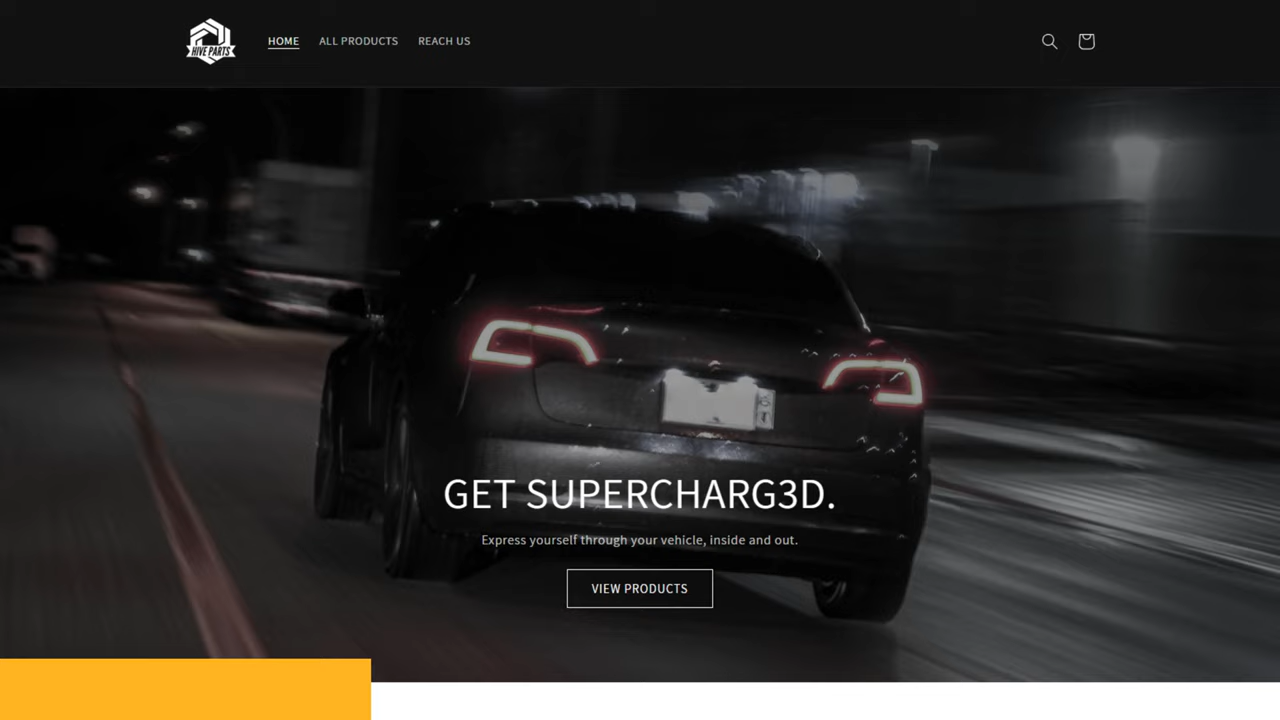 HIVE PARTS
HOME
ALL PRODUCTS
REACH US
GET SUPERCHARG3D.
Express yourself through your vehicle, inside and out.
VIEW PRODUCTS